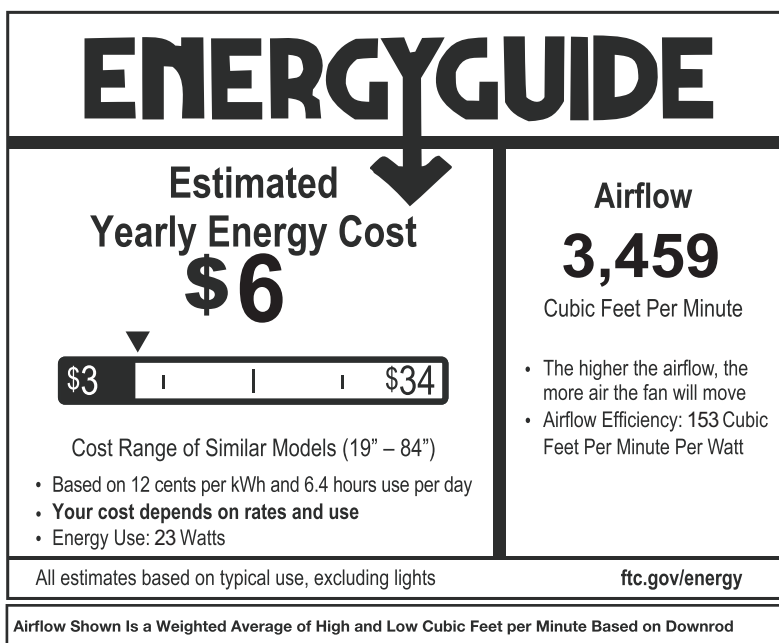 ENERGYGUIDE
Estimated
Yearly Energy Cost
$6
$3
$34
Cost Range of Similar Models (19” – 84”)
• Based on 12 cents per kWh and 6.4 hours use per day
• Your cost depends on rates and use
• Energy Use: 23 Watts
Airflow
3,459
Cubic Feet Per Minute
• The higher the airflow, the
more air the fan will move
• Airflow Efficiency: 153 Cubic
Feet Per Minute Per Watt
All estimates based on typical use, excluding lights
ftc.gov/energy
Airflow Shown Is a Weighted Average of High and Low Cubic Feet per Minute Based on Downrod